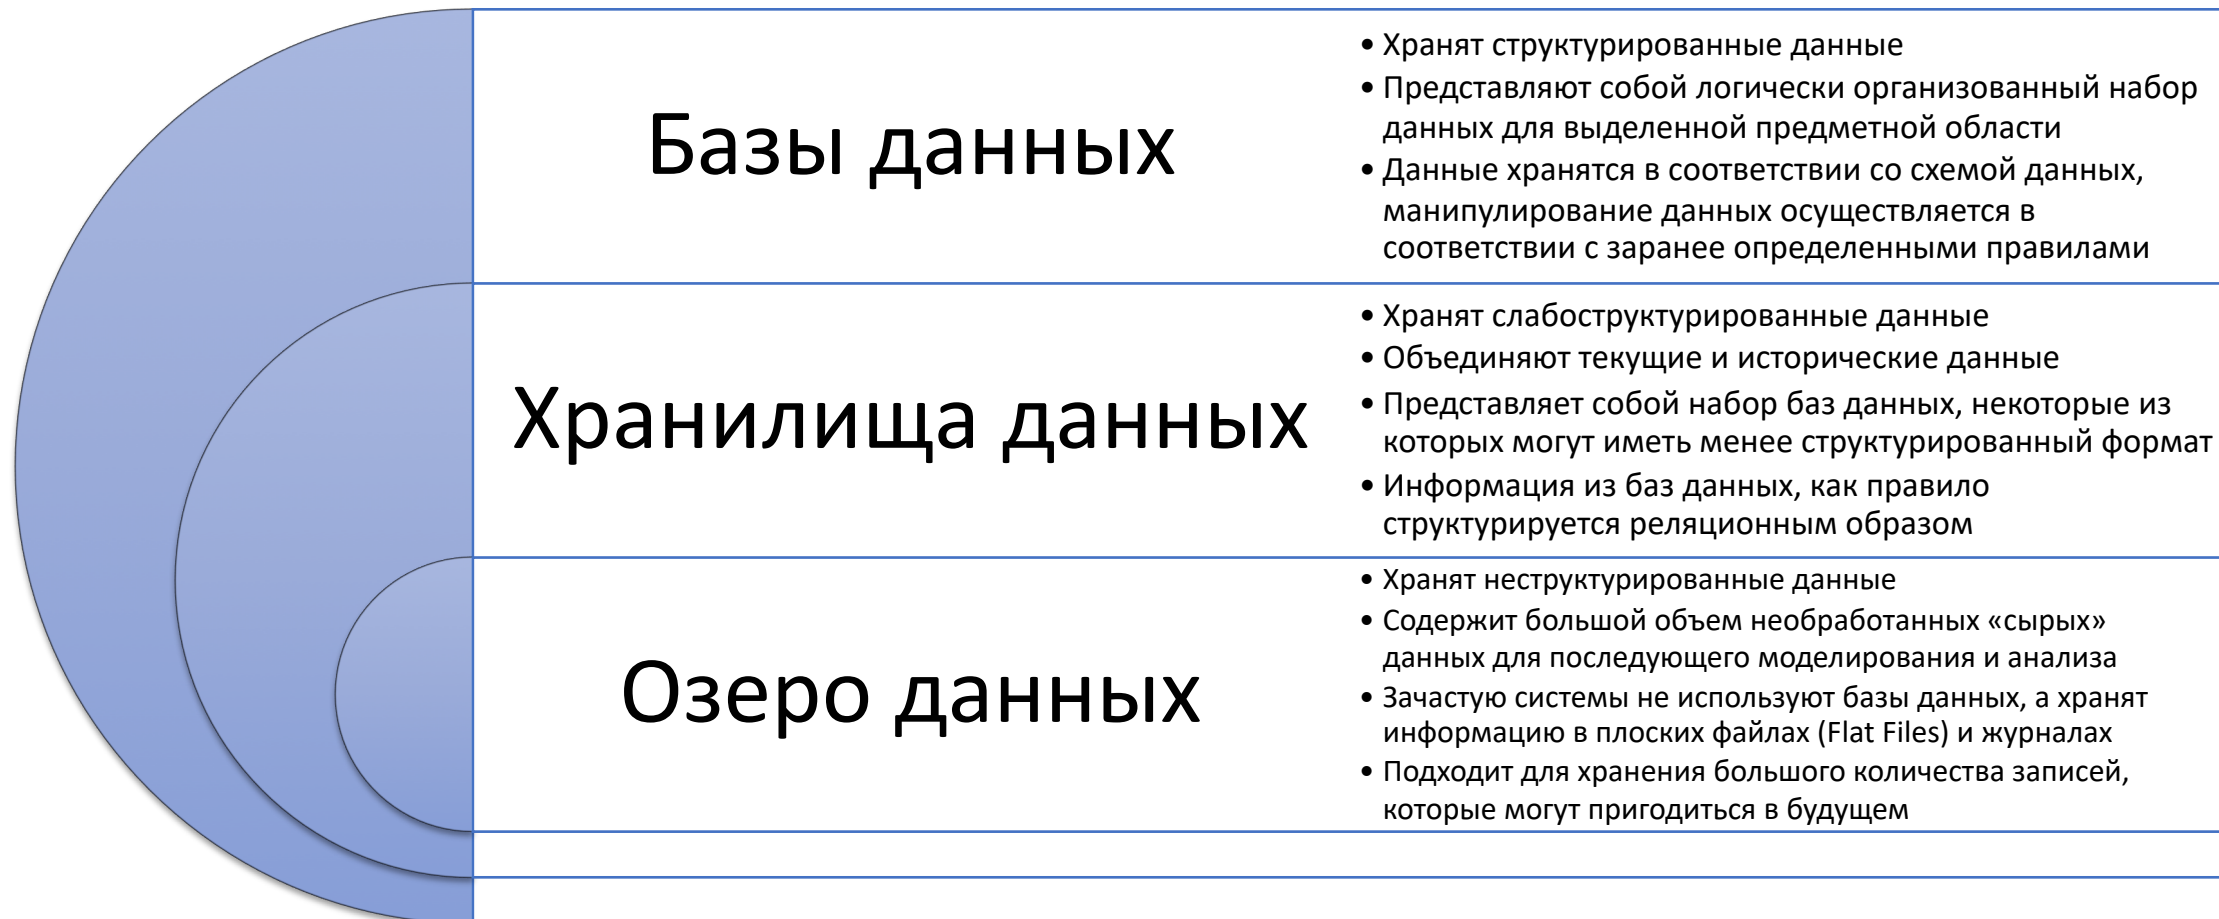 Базы данных
• Хранят структурированные данные
• Представляют собой логически организованный набор
данных для выделенной предметной области
• Данные хранятся в соответствии со схемой данных,
манипулирование данных осуществляется в
соответствии с заранее определенными правилами
Хранилища данных
• Хранят слабоструктурированные данные
• Объединяют текущие и исторические данные
• Представляет собой набор баз данных, некоторые из
которых могут иметь менее структурированный формат
• Информация из баз данных, как правило
структурируется реляционным образом
Озеро данных
• Хранят неструктурированные данные
• Содержит большой объем необработанных «сырых»
данных для последующего моделирования и анализа
• Зачастую системы не используют базы данных, а хранят
информацию в плоских файлах (Flat Files) и журналах
• Подходит для хранения большого количества записей,
которые могут пригодиться в будущем